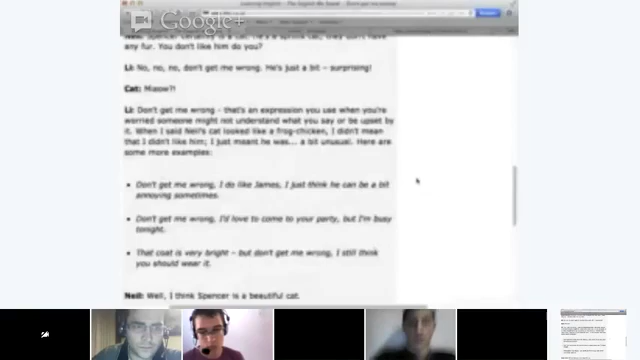 Google+
Neil: Spencer certainly is a cat. He's a sphinx cat, they don't have
any fur. You don't like him do you?
Li: No, no, no, don't get me wrong. He's just a bit – surprising!
Cat: Miaow?!
Li: Don't get me wrong - that's an expression you use when you're
worried someone might not understand what you say or be upset by
it. When I said Neil's cat looked like a frog-chicken, I didn't mean
that I didn't like him; I just meant he was... a bit unusual. Here are
some more examples:
Don't get me wrong, I do like James, I just think he can be a bit
annoying sometimes.
Don't get me wrong, I'd love to come to your party, but I'm busy
tonight.
That coat is very bright – but don't get me wrong, I still think
you should wear it.
Neil: Well, I think Spencer is a beautiful cat.